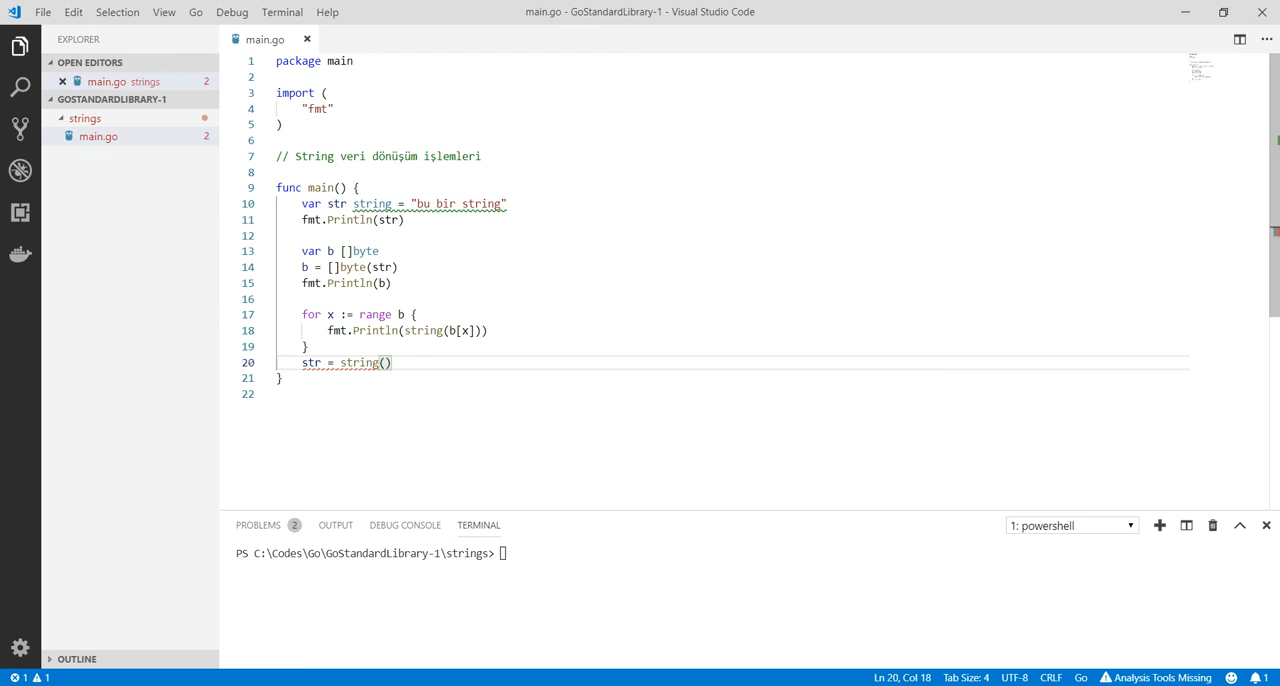 File Edit Selection View Go Debug Terminal Help
main.go - GoStandardLibrary-1 - Visual Studio Code
EXPLORER
OPEN EDITORS
main.go strings 2
GOSTANDARDLIBRARY-1
strings
main.go 2
OUTLINE
main.go
1 package main
2
3 import (
4 "fmt"
5 )
6
7 // String veri dönüşüm işlemleri
8
9 func main() {
10 var str string = "bu bir string"
11 fmt.Println(str)
12
13 var b []byte
14 b = []byte(str)
15 fmt.Println(b)
16
17 for x := range b {
18 fmt.Println(string(b[x]))
19 }
20 str = string()
21 }
22
PROBLEMS 2 OUTPUT DEBUG CONSOLE TERMINAL
1: powershell
PS C:\Codes\Go\GoStandardLibrary-1\strings>
1 1 Ln 20, Col 18 Tab Size: 4 UTF-8 CRLF Go Analysis Tools Missing 1